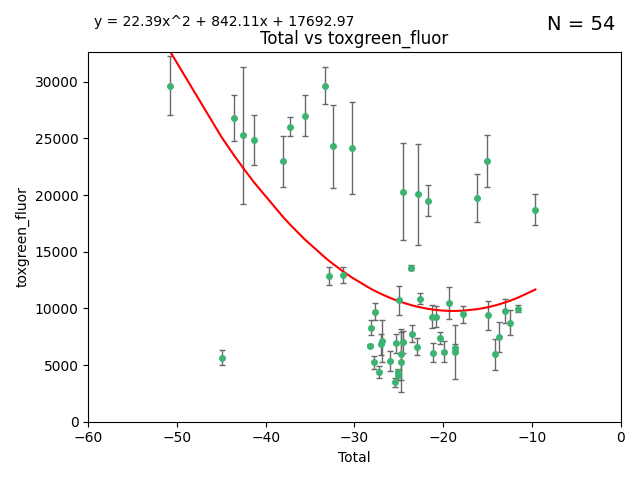 y = 22.39x^2 + 842.11x + 17692.97
N = 54
Total vs toxgreen_fluor
30000
25000
20000
15000
10000
5000
0
toxgreen_fluor
−60 −50 −40 −30 −20 −10 0
Total